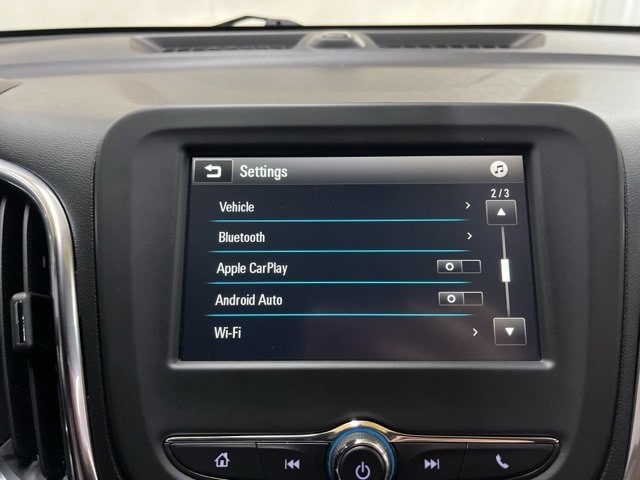 Settings
2/3
Vehicle
Bluetooth
Apple CarPlay
Android Auto
Wi-Fi